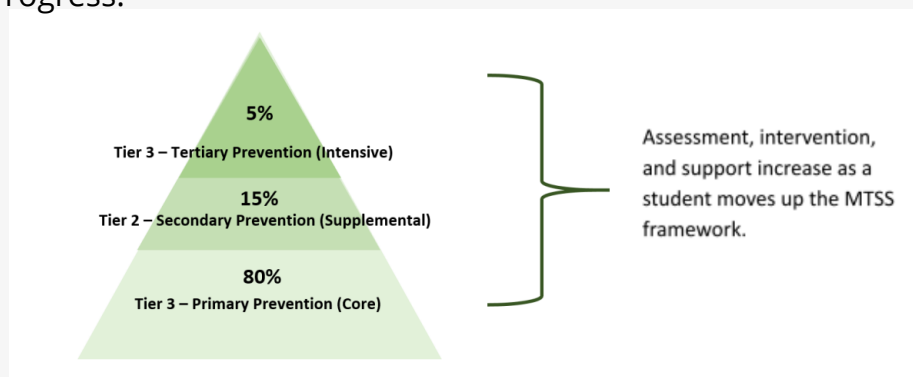 rogress.
5%
Tier 3 – Tertiary Prevention (Intensive)
15%
Tier 2 – Secondary Prevention (Supplemental)
80%
Tier 3 – Primary Prevention (Core)
Assessment, intervention,
and support increase as a
student moves up the MTSS
framework.